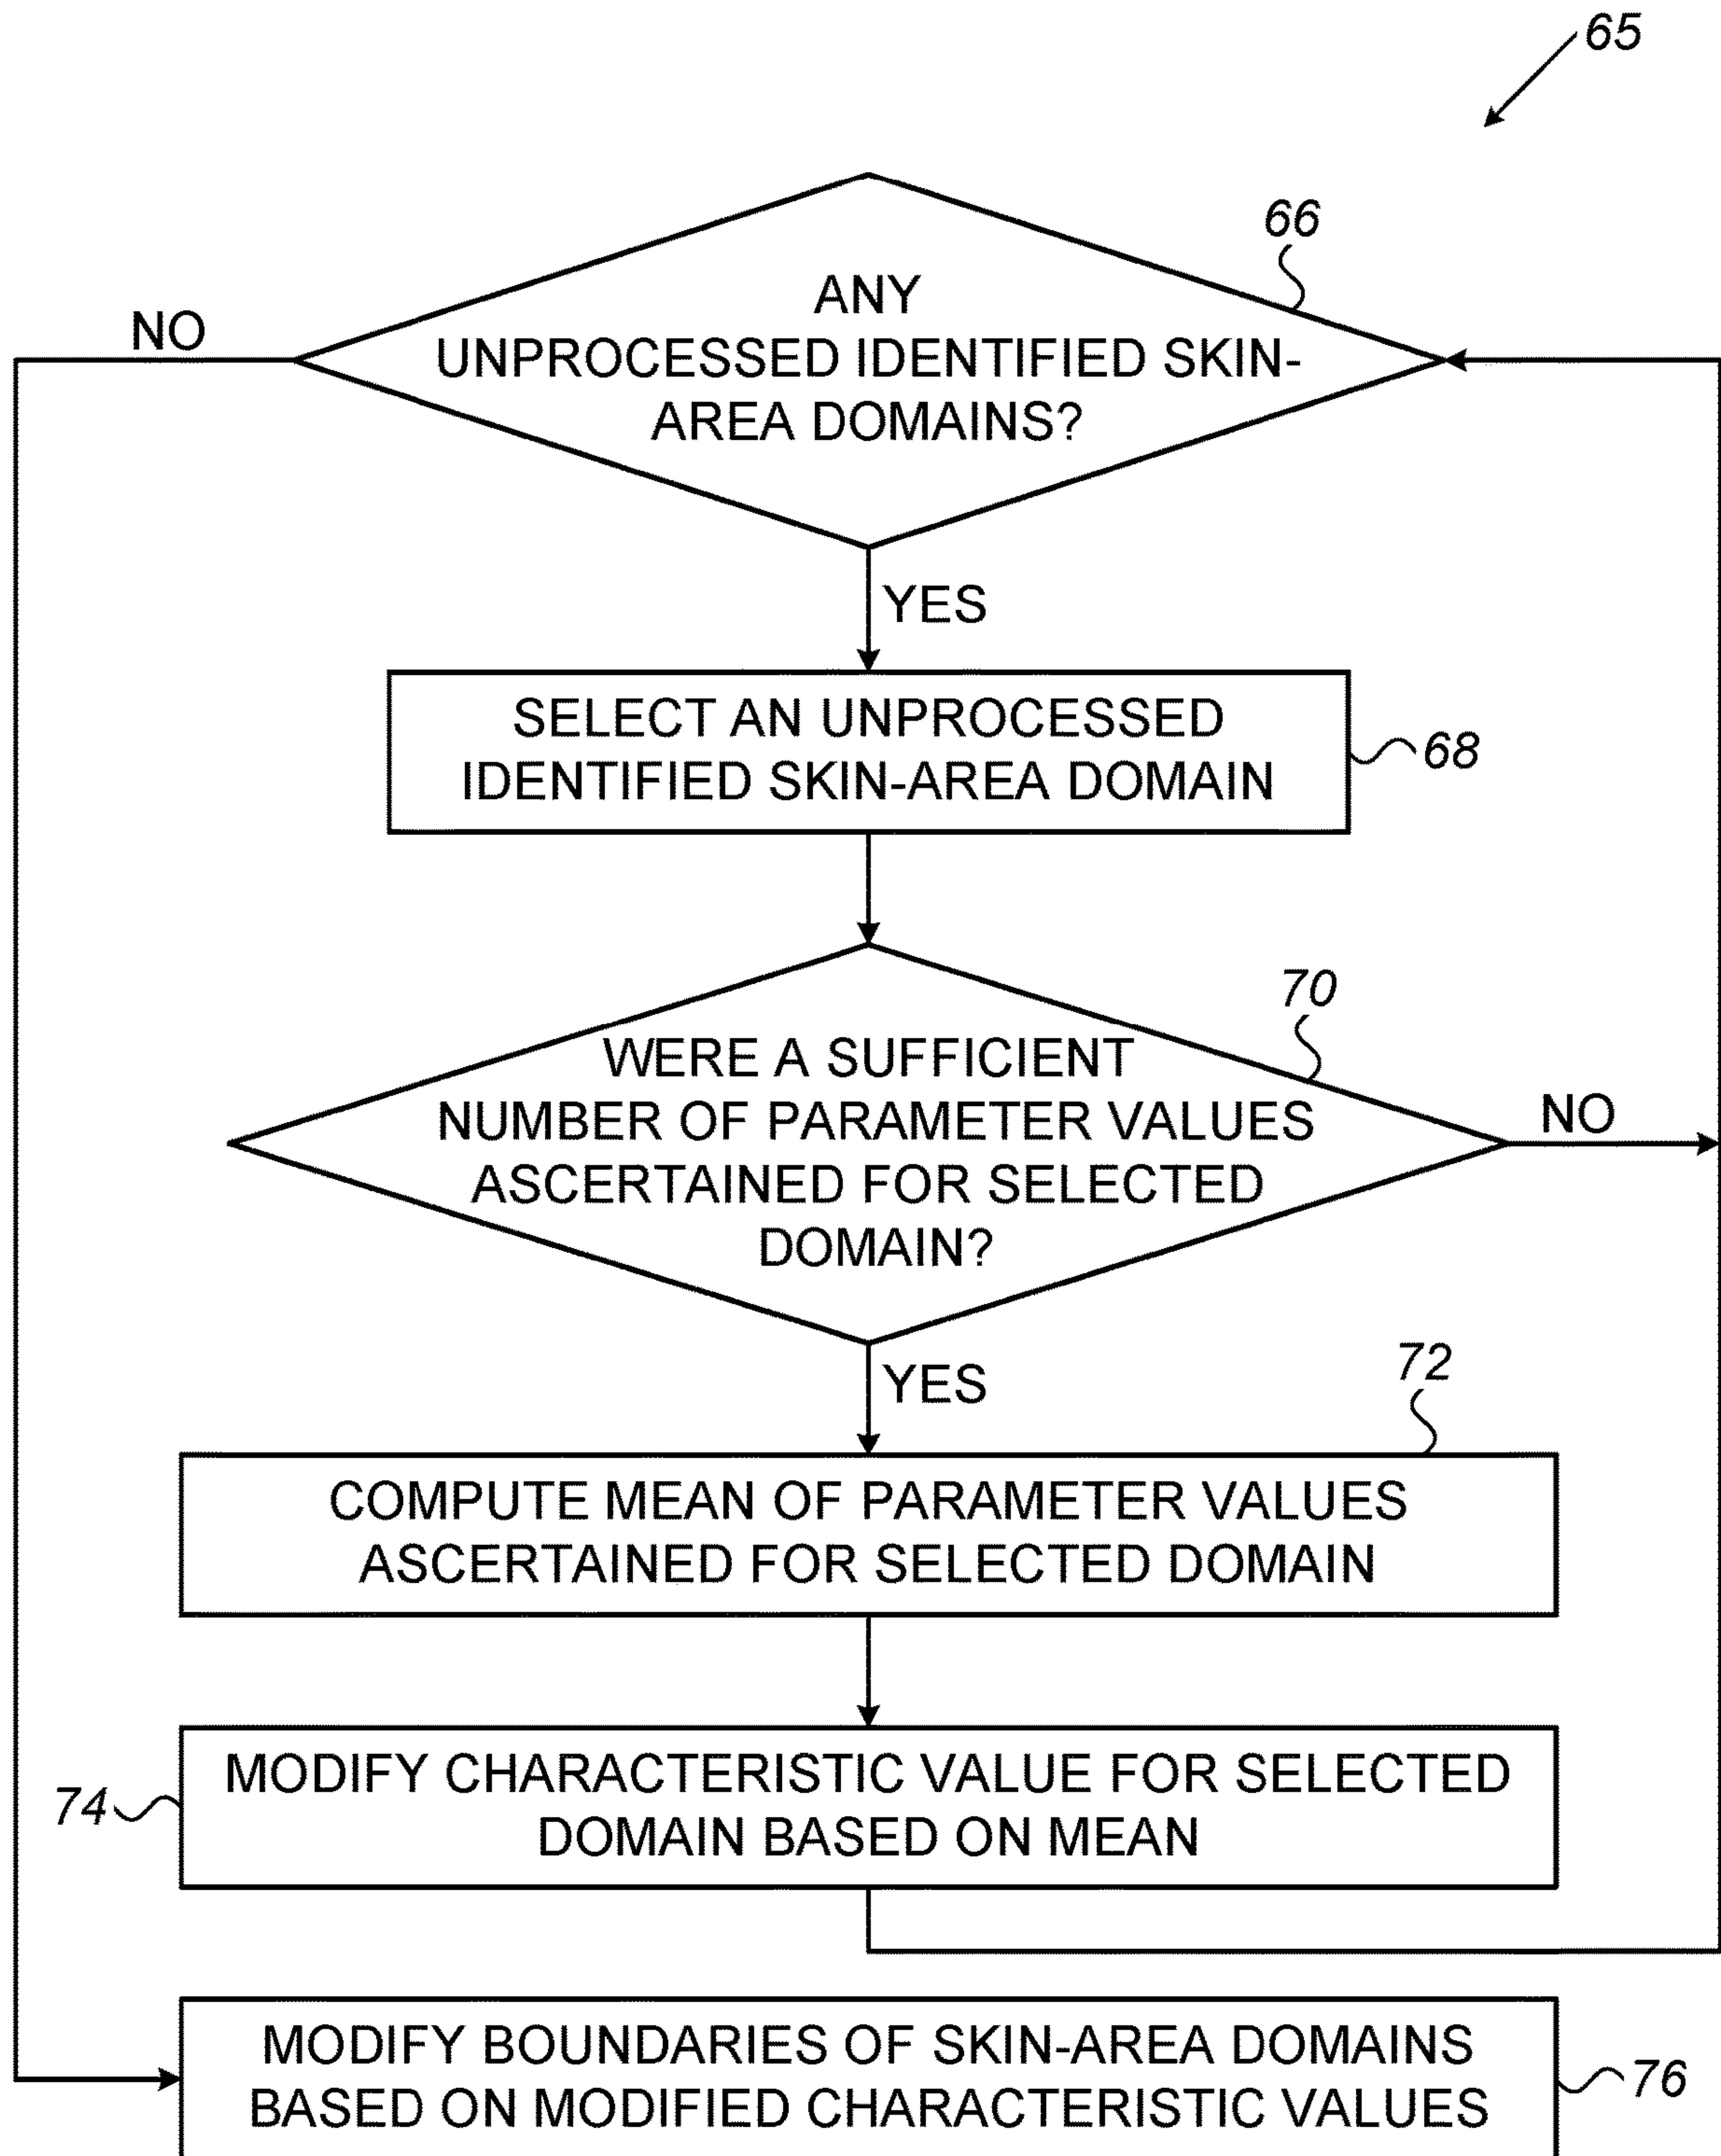 65
66
ANY
NO
UNPROCESSED IDENTIFIED SKIN-
AREA DOMAINS?
YES
SELECT AN UNPROCESSED
IDENTIFIED SKIN-AREA DOMAIN
68
70
WERE A SUFFICIENT
NUMBER OF PARAMETER VALUES
NO
ASCERTAINED FOR SELECTED
DOMAIN?
YES
72
COMPUTE MEAN OF PARAMETER VALUES
ASCERTAINED FOR SELECTED DOMAIN
MODIFY CHARACTERISTIC VALUE FOR SELECTED
DOMAIN BASED ON MEAN
74
MODIFY BOUNDARIES OF SKIN-AREA DOMAINS
BASED ON MODIFIED CHARACTERISTIC VALUES
76